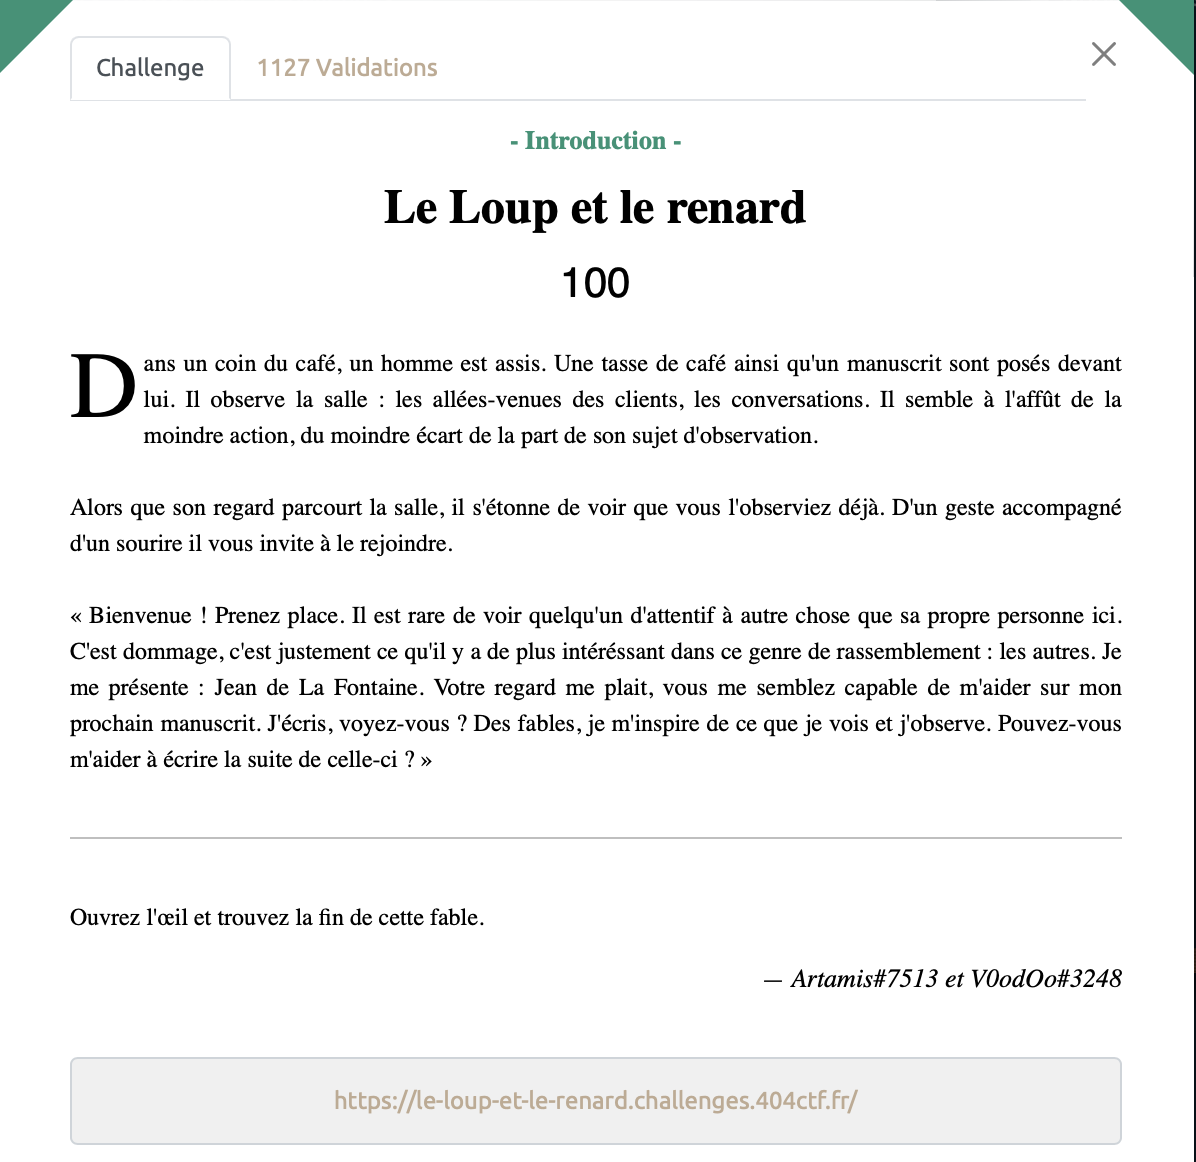 Challenge
1127 Validations
- Introduction -
Le Loup et le renard
100
Dans un coin du café, un homme est assis. Une tasse de café ainsi qu'un manuscrit sont posés devant
lui. Il observe la salle : les allées-venues des clients, les conversations. Il semble à l'affût de la
moindre action, du moindre écart de la part de son sujet d'observation.
Alors que son regard parcourt la salle, il s'étonne de voir que vous l'observiez déjà. D'un geste accompagné
d'un sourire il vous invite à le rejoindre.
« Bienvenue ! Prenez place. Il est rare de voir quelqu'un d'attentif à autre chose que sa propre personne ici.
C'est dommage, c'est justement ce qu'il y a de plus intéréssant dans ce genre de rassemblement : les autres. Je
me présente : Jean de La Fontaine. Votre regard me plait, vous me semblez capable de m'aider sur mon
prochain manuscrit. J'écris, voyez-vous ? Des fables, je m'inspire de ce que je vois et j'observe. Pouvez-vous
m'aider à écrire la suite de celle-ci ? »
Ouvrez l'œil et trouvez la fin de cette fable.
— Artamis#7513 et V0odOo#3248
https://le-loup-et-le-renard.challenges.404ctf.fr/